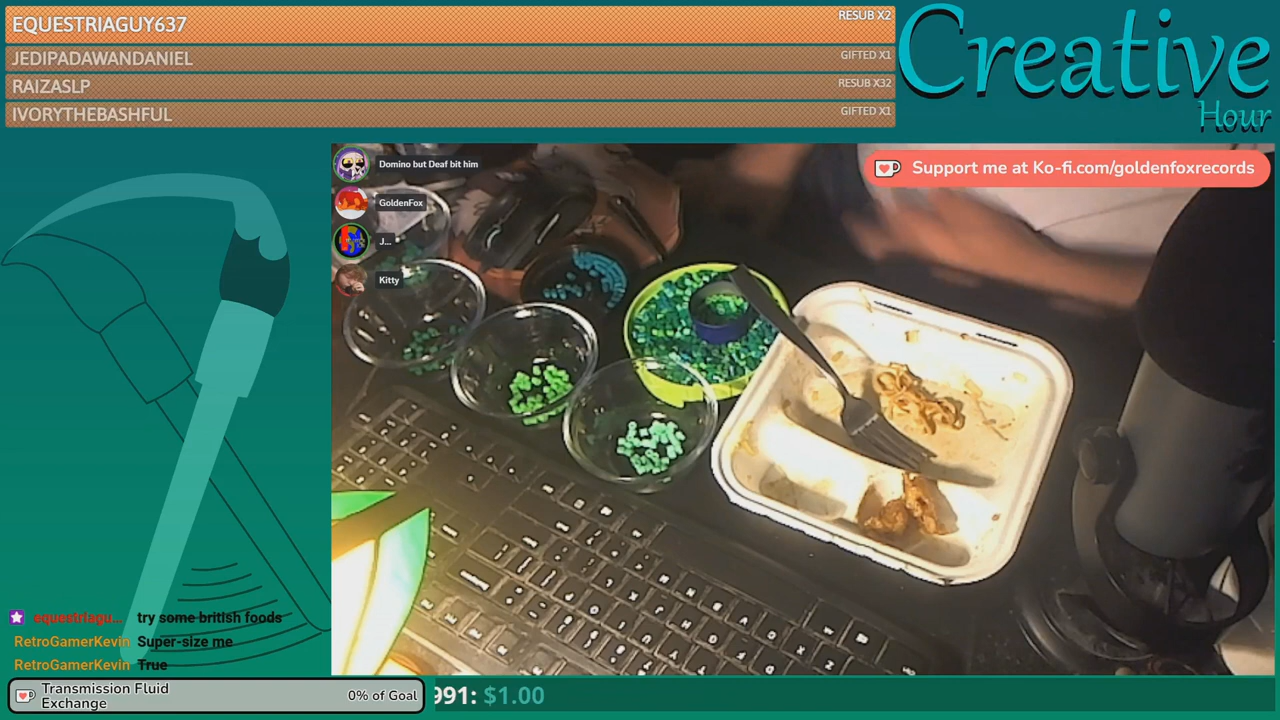 EQUESTRIAGUY637 RESUB X2
JEDIPADAWANDANIEL GIFTED X1
RAIZASLP RESUB X32
IVORYTHEBASHFUL GIFTED X1
Creative
Hour
Domino but Deaf bit him
Support me at Ko-fi.com/goldenfoxrecords
GoldenFox
J...
Kitty
equestriagu... try some british foods
RetroGamerKevin Super-size me
RetroGamerKevin True
Transmission Fluid
Exchange
0% of Goal
991: $1.00